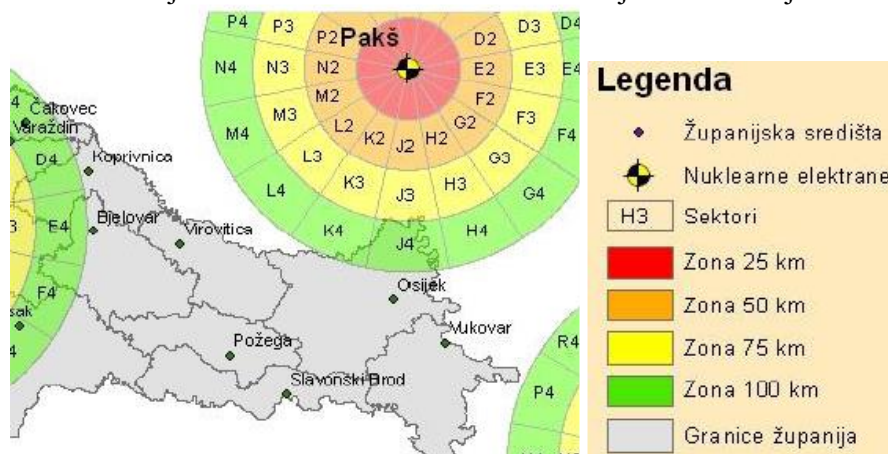 P4
P3
P2
Pakš
D2
D3
D4
N4
N3
N2
E2
E3
E4
M4
M3
M2
F2
F3
F4
L4
L3
L2
K2
J2
H2
G2
G3
G4
K4
K3
J3
H3
H4
J4
Čakovec
Varaždin
D4
Koprivnica
E4
Bjelovar
Virovitica
F4
Osijek
Vukovar
Požega
Slavonski Brod
R4
P4
Legenda
Županijska središta
Nuklearne elektrane
H3 Sektori
Zona 25 km
Zona 50 km
Zona 75 km
Zona 100 km
Granice županija